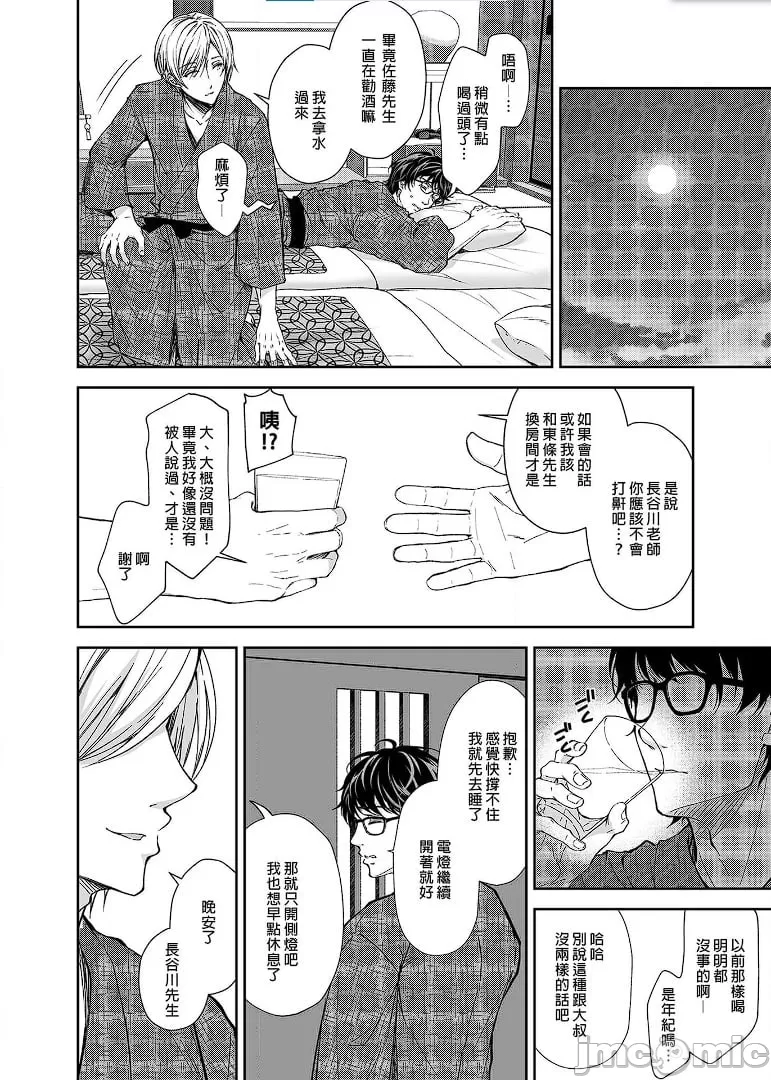 唔啊……
稍微有點
喝過頭了…
畢竟佐藤先生
一直在勸酒嘛
我去拿水
過來
麻煩了─
是說
長谷川老師
你應該不會
打鼾吧…?
如果會的話
或許我該
和東條先生
換房間才是
咦!?
大、大概沒問題!
畢竟我好像還沒有
被人說過、才是…
啊
謝了
以前那樣喝
明明都
沒事的啊─
是年紀嗎…
哈哈
別說這種跟大叔
沒兩樣的話吧
抱歉…
感覺快撐不住
我就先去睡了
電燈繼續
開著就好
那就只開側燈吧
我也想早點休息了
晚安了
長谷川先生
jmcomic